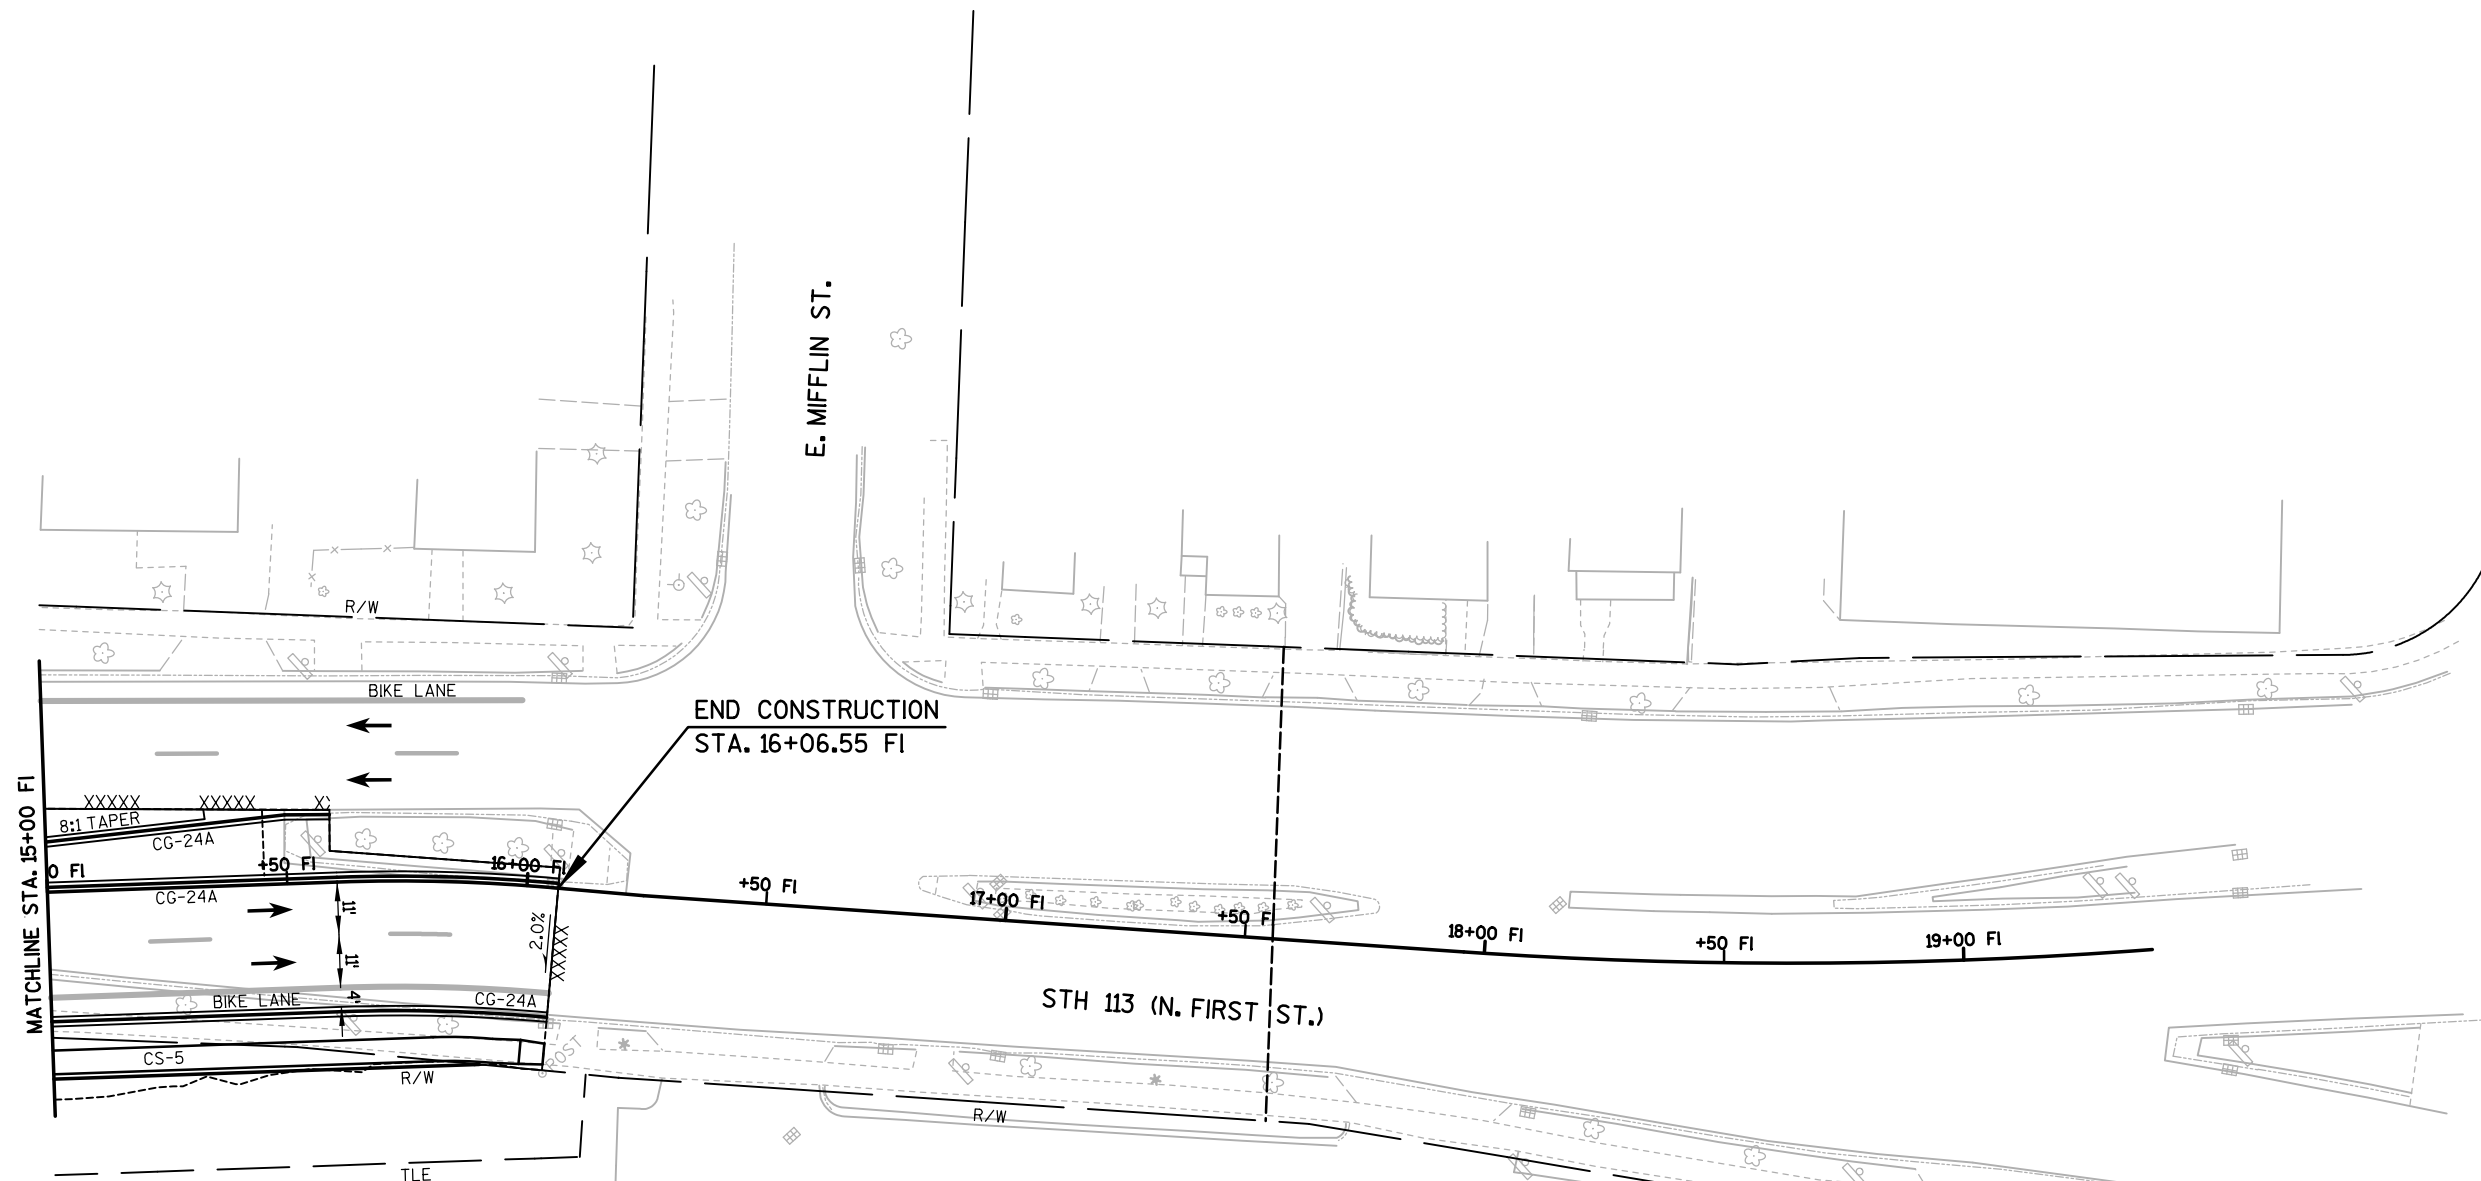 E. MIFFLIN ST.
R/W
BIKE LANE
END CONSTRUCTION
STA. 16+06.55 FI
MATCHLINE STA. 15+00 FI
XXXXX
XXXXX
8:1 TAPER
CG-24A
0 FI
+50 FI
16+00 FI
+50 FI
17+00 FI
+50 F
18+00 FI
+50 FI
19+00 FI
CG-24A
11'
11'
4'
2.0%
XXXXX
BIKE LANE
CG-24A
STH 113 (N. FIRST ST.)
CS-5
R/W
POST
R/W
TLE